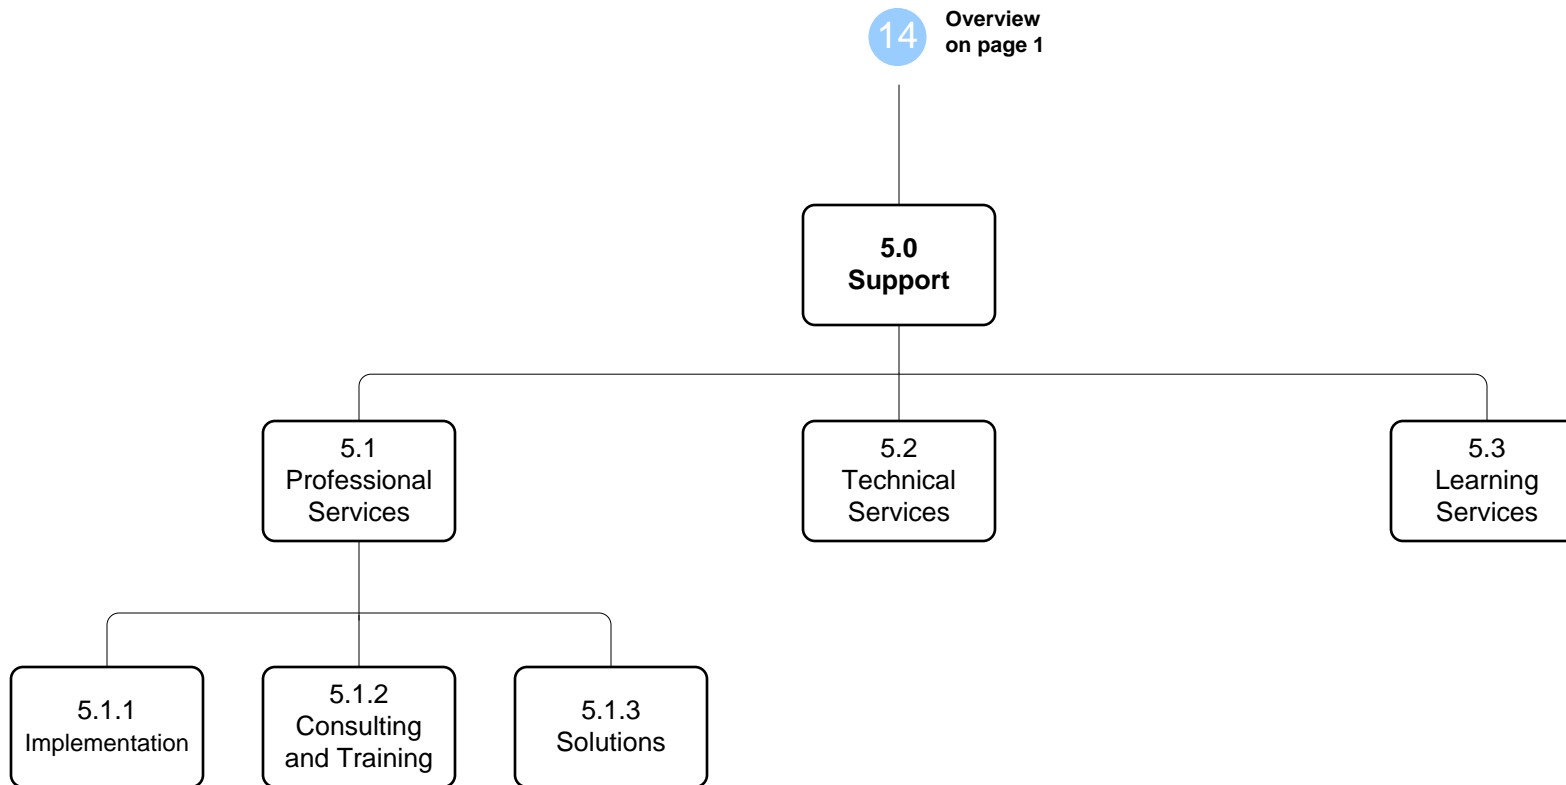 14
Overview
on page 1
5.0
Support
5.1
Professional
Services
5.2
Technical
Services
5.3
Learning
Services
5.1.1
Implementation
5.1.2
Consulting
and Training
5.1.3
Solutions